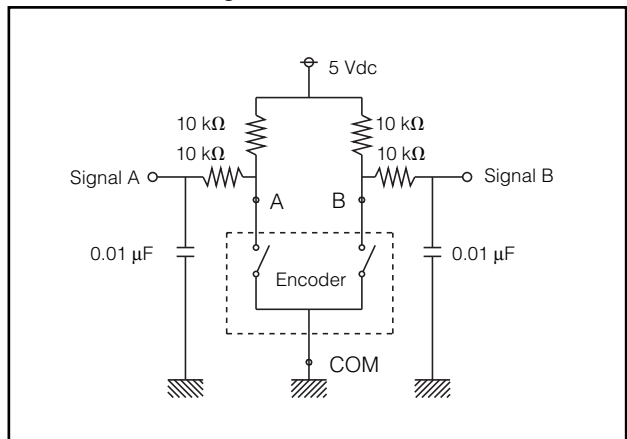 5 Vdc
10 kΩ 10 kΩ
10 kΩ 10 kΩ
Signal A Signal B
A B
0.01 μF 0.01 μF
Encoder
COM